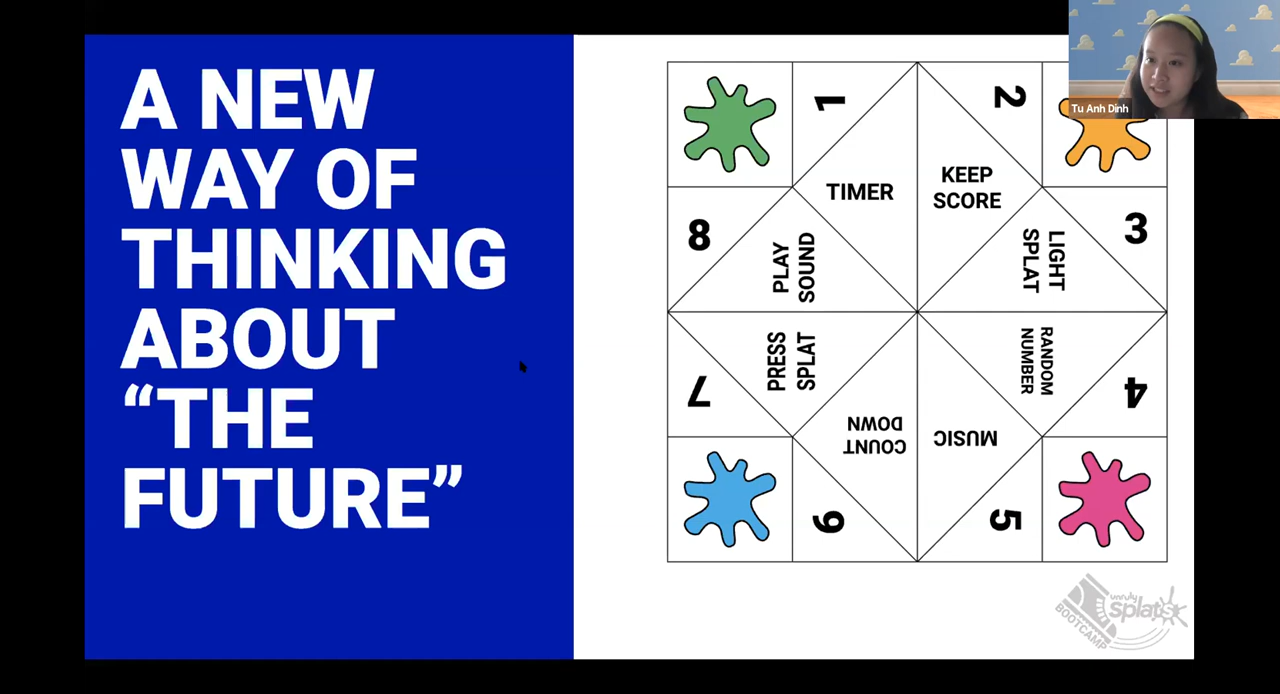 A NEW
WAY OF
THINKING
ABOUT
“THE
FUTURE”
Tu Anh Dinh
1
2
TIMER
KEEP
SCORE
8
3
PLAY
SOUND
LIGHT
SPLAT
PRESS
SPLAT
RANDOM
NUMBER
7
4
COUNT
DOWN
MUSIC
6
5
unruly
Splats
BOOTCAMP